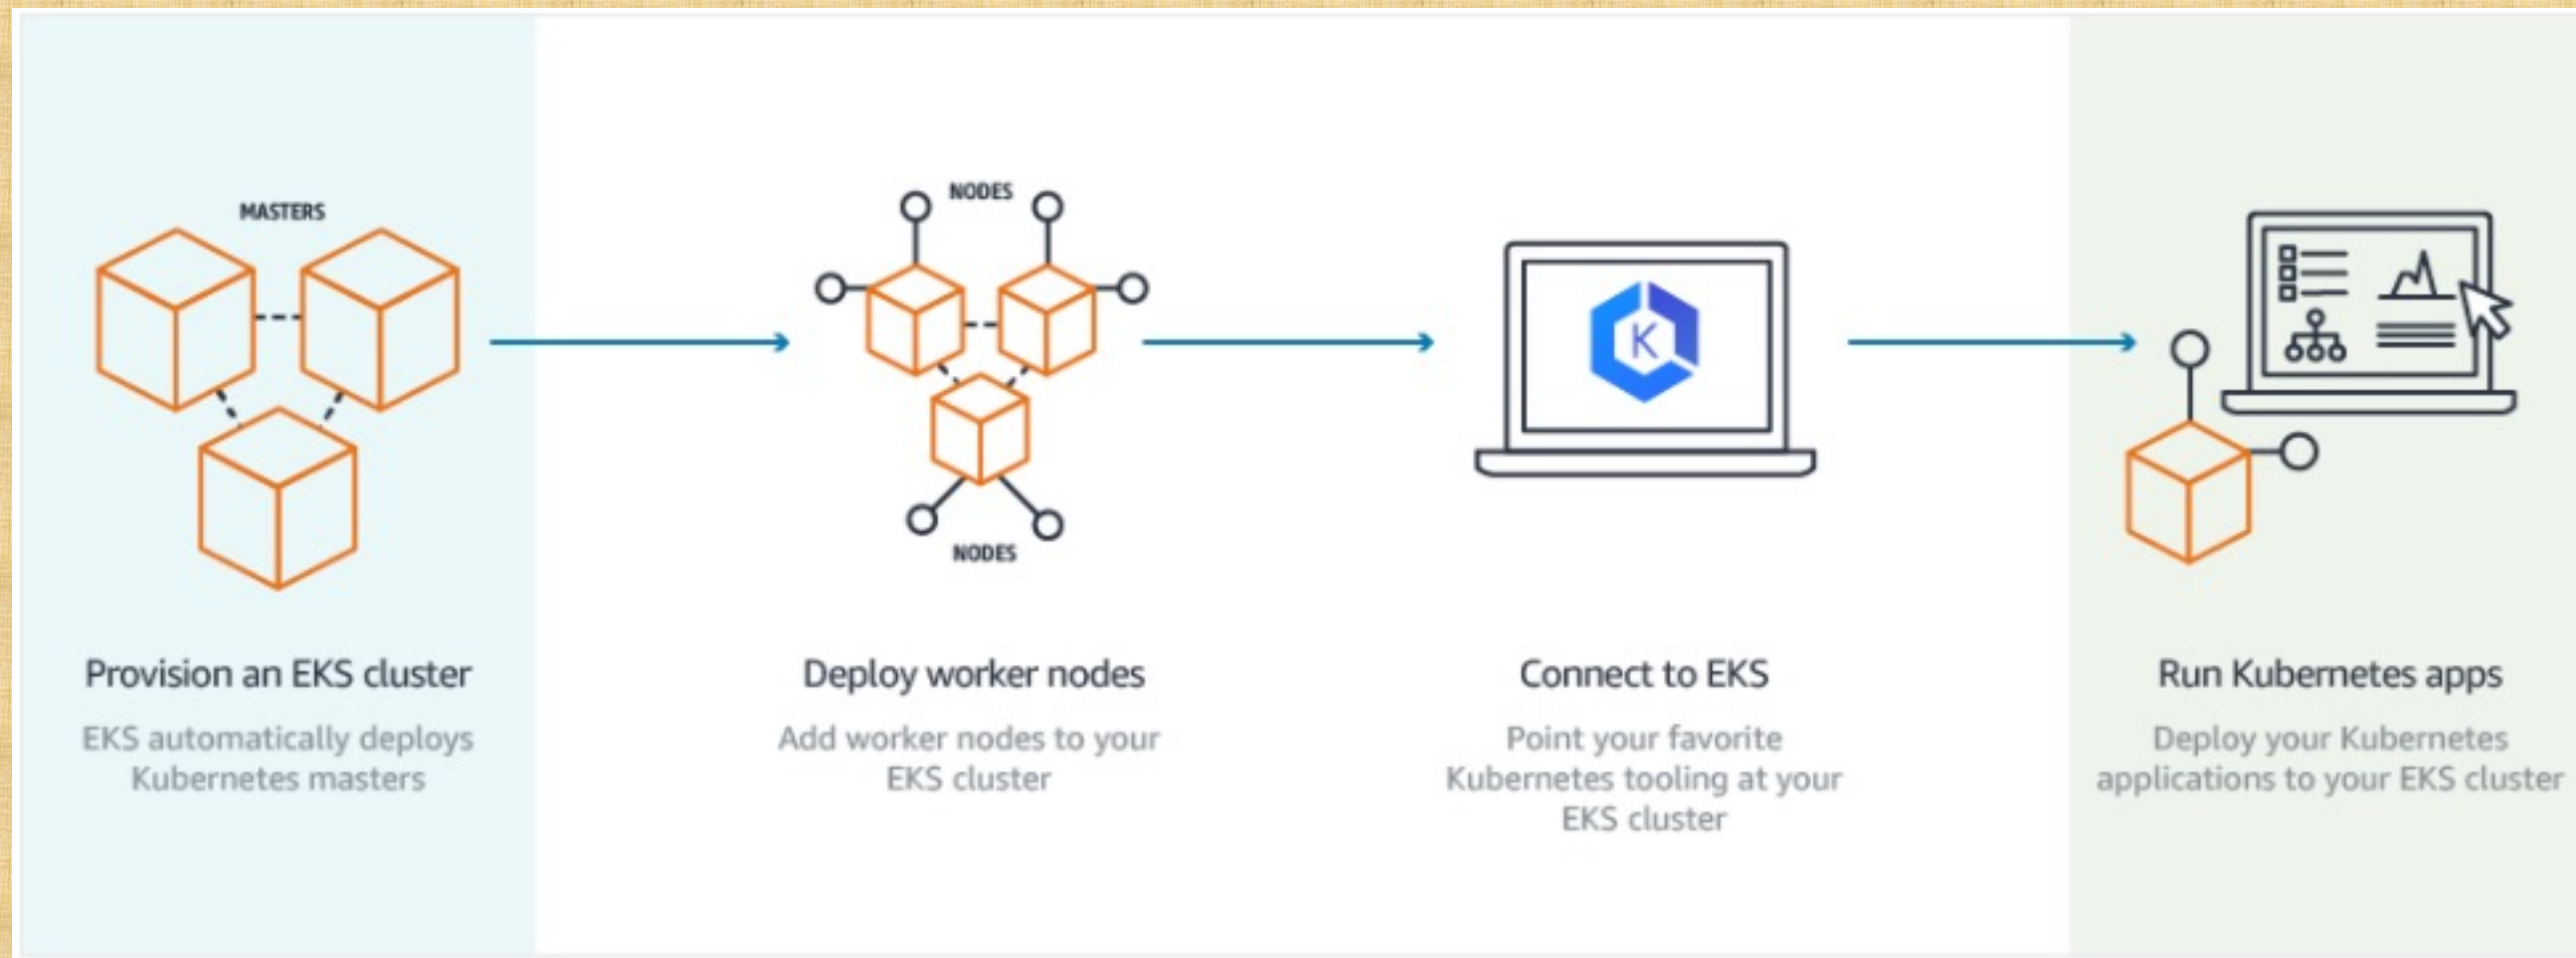 MASTERS
NODES
K
NODES
Provision an EKS cluster
EKS automatically deploys
Kubernetes masters
Deploy worker nodes
Add worker nodes to your
EKS cluster
Connect to EKS
Point your favorite
Kubernetes tooling at your
EKS cluster
Run Kubernetes apps
Deploy your Kubernetes
applications to your EKS cluster